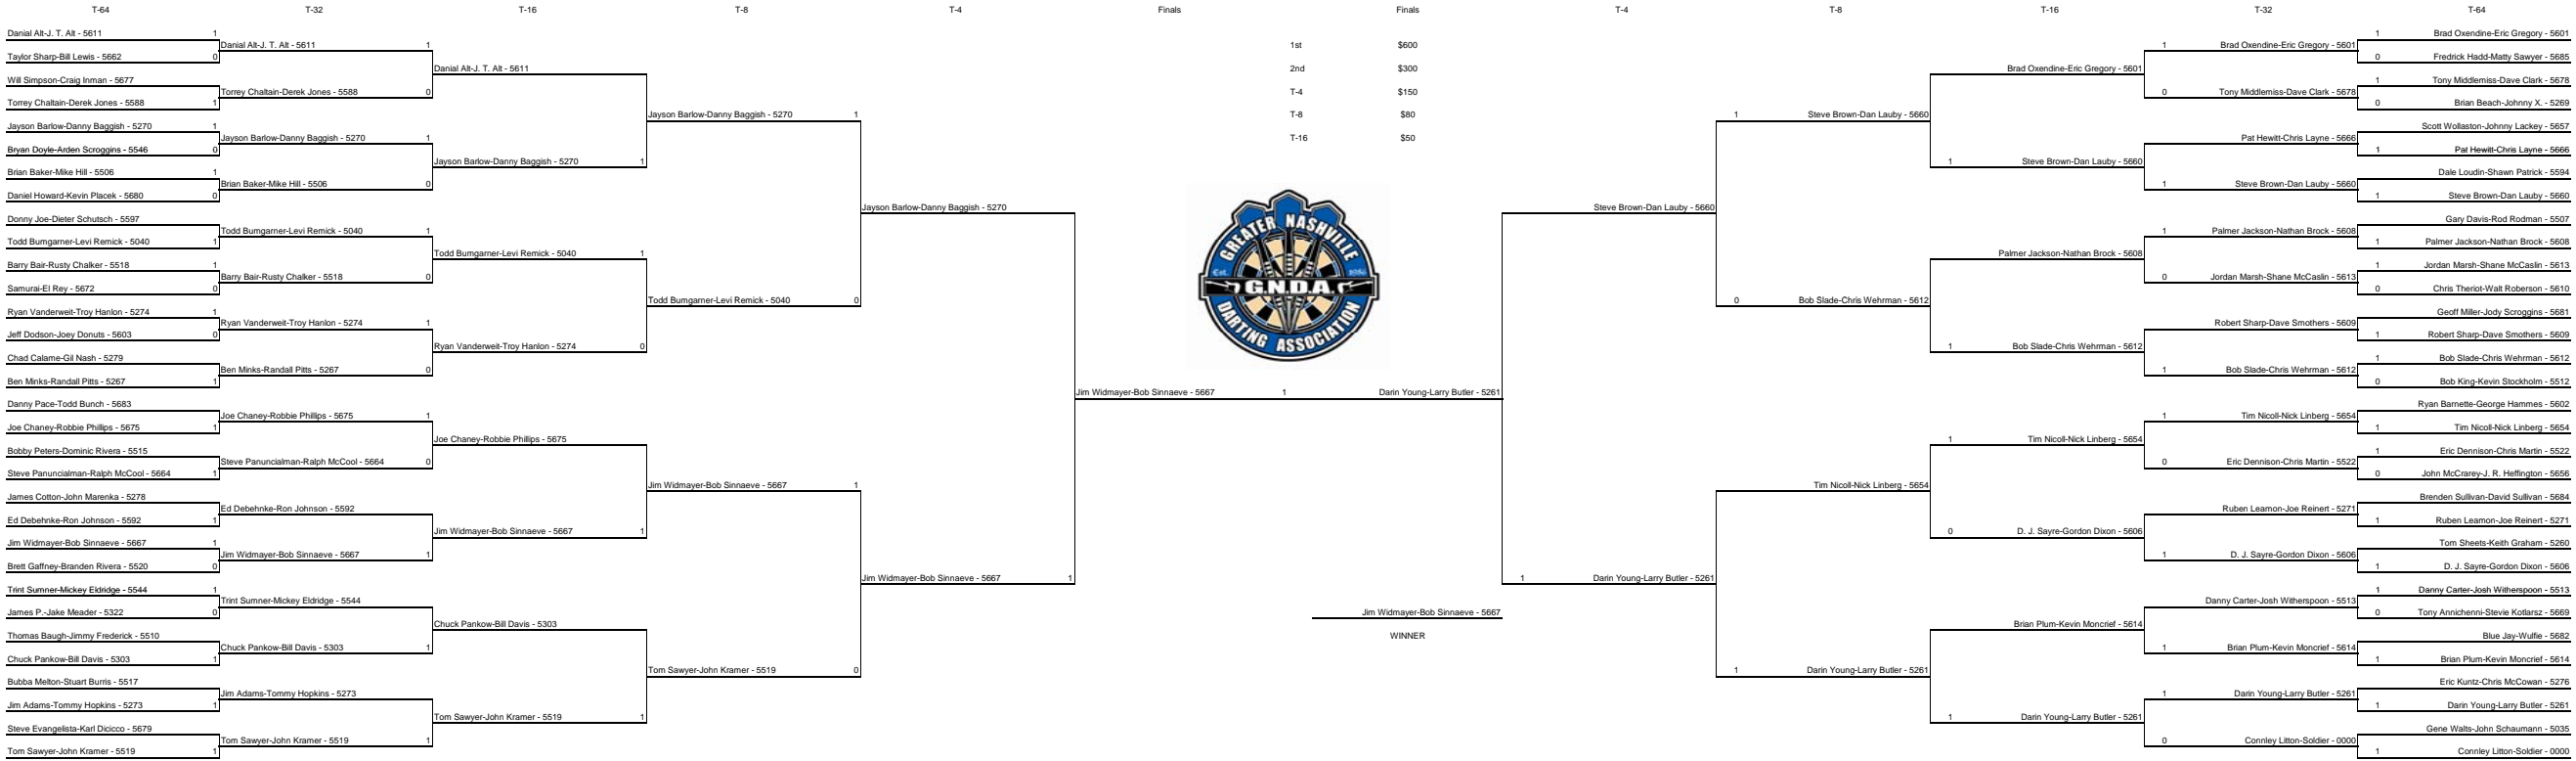 T-64 T-32 T-16 T-8 T-4 Finals Finals T-4 T-8 T-16 T-32 T-64
Danial Alt-J. T. Alt - 5611 1
Taylor Sharp-Bill Lewis - 5662 0
Will Simpson-Craig Inman - 5677
Torrey Chaltain-Derek Jones - 5588 1
Jayson Barlow-Danny Baggish - 5270 1
Bryan Doyle-Arden Scroggins - 5546 0
Brian Baker-Mike Hill - 5506 1
Daniel Howard-Kevin Placek - 5680 0
Donny Joe-Dieter Schutsch - 5597
Todd Bumgarner-Levi Remick - 5040 1
Barry Bair-Rusty Chalker - 5518 1
Samurai-El Rey - 5672 0
Ryan Vanderweit-Troy Hanlon - 5274 1
Jeff Dodson-Joey Donuts - 5603 0
Chad Calame-Gil Nash - 5279
Ben Minks-Randall Pitts - 5267 1
Danny Pace-Todd Bunch - 5683
Joe Chaney-Robbie Phillips - 5675 1
Bobby Peters-Dominic Rivera - 5515
Steve Panuncialman-Ralph McCool - 5664 1
James Cotton-John Marenka - 5278
Ed Debehnke-Ron Johnson - 5592 1
Jim Widmayer-Bob Sinnaeve - 5667 1
Brett Gaffney-Branden Rivera - 5520 0
Trint Sumner-Mickey Eldridge - 5544 1
James P.-Jake Meader - 5322 0
Thomas Baugh-Jimmy Frederick - 5510
Chuck Pankow-Bill Davis - 5303 1
Bubba Melton-Stuart Burris - 5517
Jim Adams-Tommy Hopkins - 5273 1
Steve Evangelista-Karl Dicicco - 5679
Tom Sawyer-John Kramer - 5519 1
Danial Alt-J. T. Alt - 5611 1
Torrey Chaltain-Derek Jones - 5588 0
Jayson Barlow-Danny Baggish - 5270 1
Brian Baker-Mike Hill - 5506 0
Todd Bumgarner-Levi Remick - 5040 1
Barry Bair-Rusty Chalker - 5518 0
Ryan Vanderweit-Troy Hanlon - 5274 1
Ben Minks-Randall Pitts - 5267 0
Joe Chaney-Robbie Phillips - 5675 1
Steve Panuncialman-Ralph McCool - 5664 0
Ed Debehnke-Ron Johnson - 5592
Jim Widmayer-Bob Sinnaeve - 5667 1
Trint Sumner-Mickey Eldridge - 5544
Chuck Pankow-Bill Davis - 5303 1
Jim Adams-Tommy Hopkins - 5273
Tom Sawyer-John Kramer - 5519 1
Danial Alt-J. T. Alt - 5611
Jayson Barlow-Danny Baggish - 5270 1
Todd Bumgarner-Levi Remick - 5040 1
Ryan Vanderweit-Troy Hanlon - 5274 0
Joe Chaney-Robbie Phillips - 5675
Jim Widmayer-Bob Sinnaeve - 5667 1
Chuck Pankow-Bill Davis - 5303
Tom Sawyer-John Kramer - 5519 1
Jayson Barlow-Danny Baggish - 5270 1
Todd Bumgarner-Levi Remick - 5040 0
Jim Widmayer-Bob Sinnaeve - 5667 1
Tom Sawyer-John Kramer - 5519 0
Jayson Barlow-Danny Baggish - 5270
Jim Widmayer-Bob Sinnaeve - 5667 1
Jim Widmayer-Bob Sinnaeve - 5667 1
1st $600
2nd $300
T-4 $150
T-8 $80
T-16 $50
GREATER NASHVILLE
Est. 1986
G.N.D.A.
DARTING ASSOCIATION
Darin Young-Larry Butler - 5261
Jim Widmayer-Bob Sinnaeve - 5667
WINNER
Steve Brown-Dan Lauby - 5660
1 Darin Young-Larry Butler - 5261
1 Steve Brown-Dan Lauby - 5660
0 Bob Slade-Chris Wehrman - 5612
Tim Nicoll-Nick Linberg - 5654
1 Darin Young-Larry Butler - 5261
Brad Oxendine-Eric Gregory - 5601
1 Steve Brown-Dan Lauby - 5660
Palmer Jackson-Nathan Brock - 5608
1 Bob Slade-Chris Wehrman - 5612
1 Tim Nicoll-Nick Linberg - 5654
0 D. J. Sayre-Gordon Dixon - 5606
Brian Plum-Kevin Moncrief - 5614
1 Darin Young-Larry Butler - 5261
1 Brad Oxendine-Eric Gregory - 5601
0 Tony Middlemiss-Dave Clark - 5678
Pat Hewitt-Chris Layne - 5666
1 Steve Brown-Dan Lauby - 5660
1 Palmer Jackson-Nathan Brock - 5608
0 Jordan Marsh-Shane McCaslin - 5613
Robert Sharp-Dave Smothers - 5609
1 Bob Slade-Chris Wehrman - 5612
1 Tim Nicoll-Nick Linberg - 5654
0 Eric Dennison-Chris Martin - 5522
Ruben Leamon-Joe Reinert - 5271
1 D. J. Sayre-Gordon Dixon - 5606
Danny Carter-Josh Witherspoon - 5513
1 Brian Plum-Kevin Moncrief - 5614
1 Darin Young-Larry Butler - 5261
0 Connley Litton-Soldier - 0000
1 Brad Oxendine-Eric Gregory - 5601
0 Fredrick Hadd-Matty Sawyer - 5685
1 Tony Middlemiss-Dave Clark - 5678
0 Brian Beach-Johnny X. - 5269
Scott Wollaston-Johnny Lackey - 5657
1 Pat Hewitt-Chris Layne - 5666
Dale Loudin-Shawn Patrick - 5594
1 Steve Brown-Dan Lauby - 5660
Gary Davis-Rod Rodman - 5507
1 Palmer Jackson-Nathan Brock - 5608
1 Jordan Marsh-Shane McCaslin - 5613
0 Chris Theriot-Walt Roberson - 5610
Geoff Miller-Jody Scroggins - 5681
1 Robert Sharp-Dave Smothers - 5609
1 Bob Slade-Chris Wehrman - 5612
0 Bob King-Kevin Stockholm - 5512
Ryan Barnette-George Hammes - 5602
1 Tim Nicoll-Nick Linberg - 5654
1 Eric Dennison-Chris Martin - 5522
0 John McCrarey-J. R. Heffington - 5656
Brenden Sullivan-David Sullivan - 5684
1 Ruben Leamon-Joe Reinert - 5271
Tom Sheets-Keith Graham - 5260
1 D. J. Sayre-Gordon Dixon - 5606
1 Danny Carter-Josh Witherspoon - 5513
0 Tony Annichenni-Stevie Kotlarsz - 5669
Blue Jay-Wulfie - 5682
1 Brian Plum-Kevin Moncrief - 5614
Eric Kuntz-Chris McCowan - 5276
1 Darin Young-Larry Butler - 5261
Gene Walts-John Schaumann - 5035
1 Connley Litton-Soldier - 0000